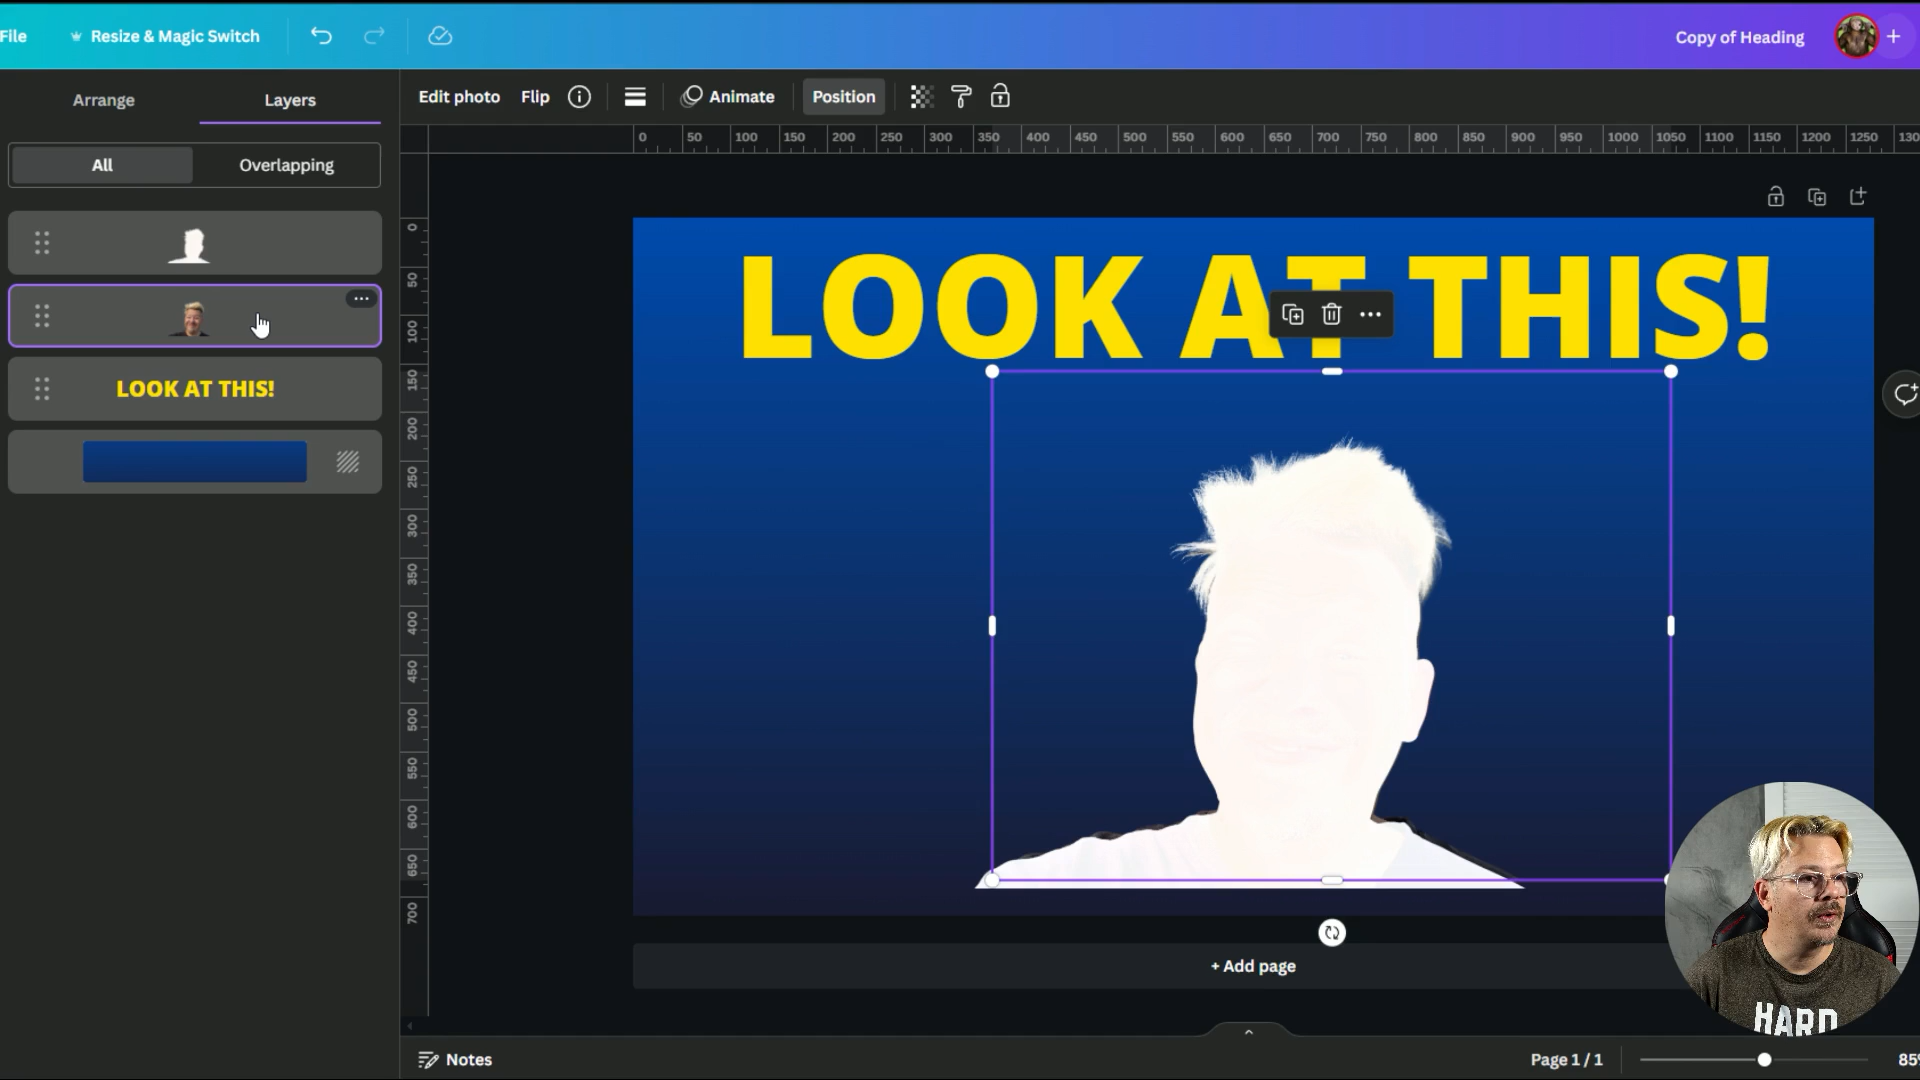 File
Resize & Magic Switch
Copy of Heading
Arrange
Layers
Edit photo
Flip
Animate
Position
All
Overlapping
0 50 100 150 200 250 300 350 400 450 500 550 600 650 700 750 800 850 900 950 1000 1050 1100 1150 1200 1250 130
0
50
100
150
200
250
300
350
400
450
500
550
600
650
700
LOOK AT THIS!
LOOK AT THIS!
+ Add page
HARD
Notes
Page 1 / 1
85%